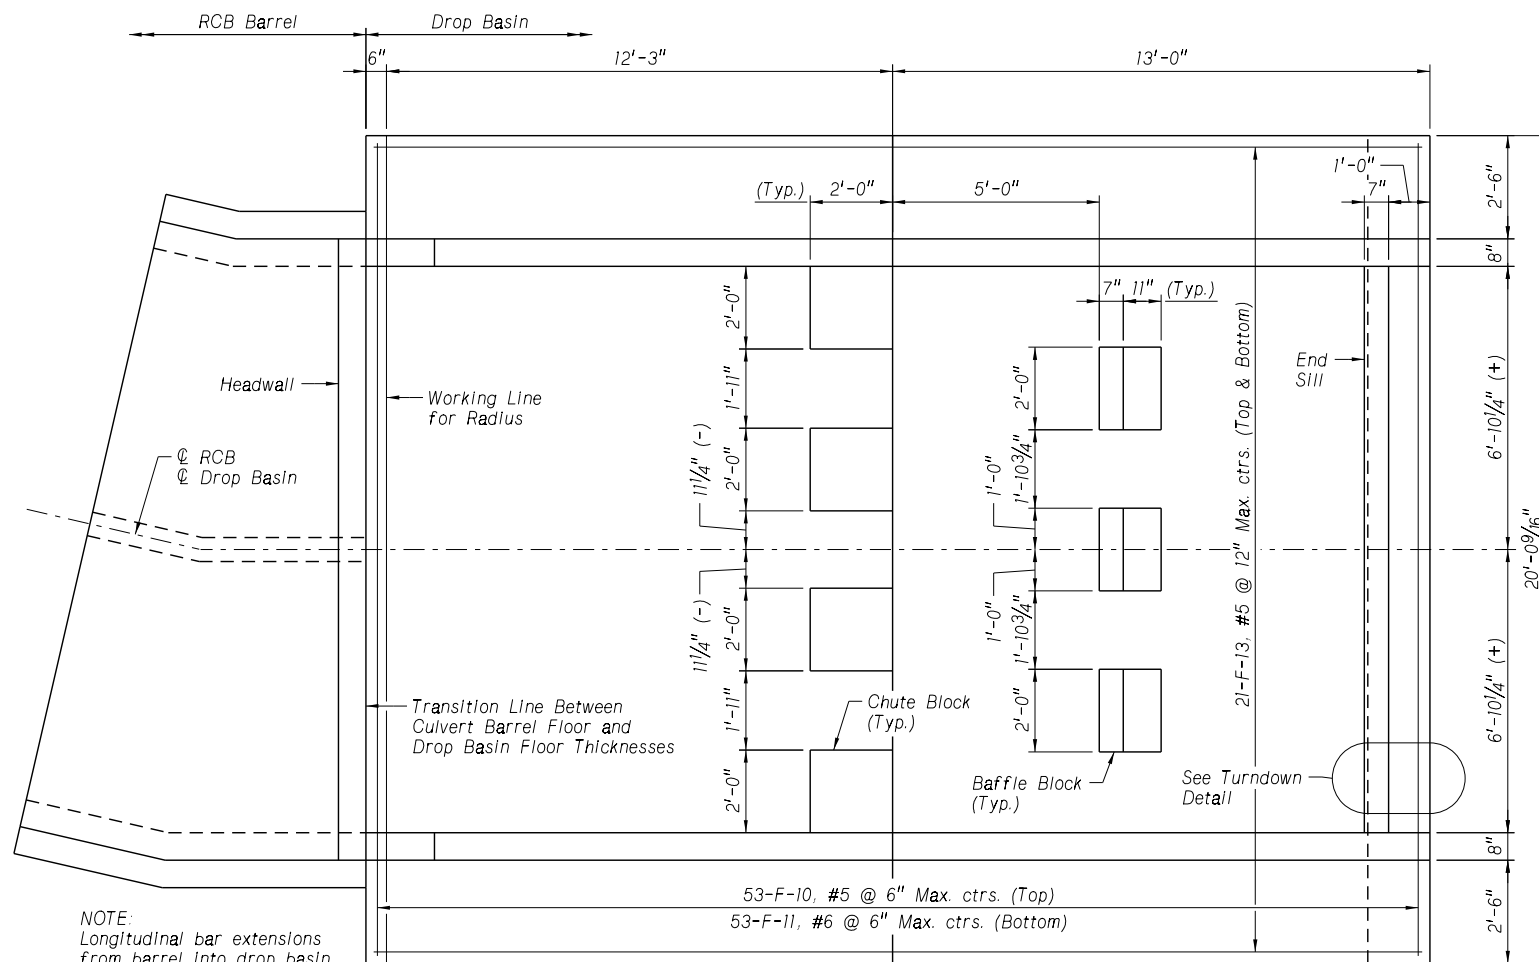 RCB Barrel
Drop Basin
6"
12'-3"
13'-0"
1'-0"
(Typ.)
2'-0"
5'-0"
7"
2'-6"
8"
7"
11"
(Typ.)
2'-0"
1'-11"
2'-0"
11¼" (-)
11¼" (-)
2'-0"
1'-11"
2'-0"
2'-0"
1'-10¾"
1'-0"
1'-0"
1'-10¾"
2'-0"
21-F-13, #5 @ 12" Max. ctrs. (Top & Bottom)
End
Sill
6'-10¼" (+)
20'-0 9/16"
6'-10¼" (+)
8"
2'-6"
Headwall
Working Line
for Radius
℄ RCB
℄ Drop Basin
Transition Line Between
Culvert Barrel Floor and
Drop Basin Floor Thicknesses
Chute Block
(Typ.)
Baffle Block
(Typ.)
See Turndown
Detail
53-F-10, #5 @ 6" Max. ctrs. (Top)
53-F-11, #6 @ 6" Max. ctrs. (Bottom)
NOTE:
Longitudinal bar extensions
from barrel into drop basin